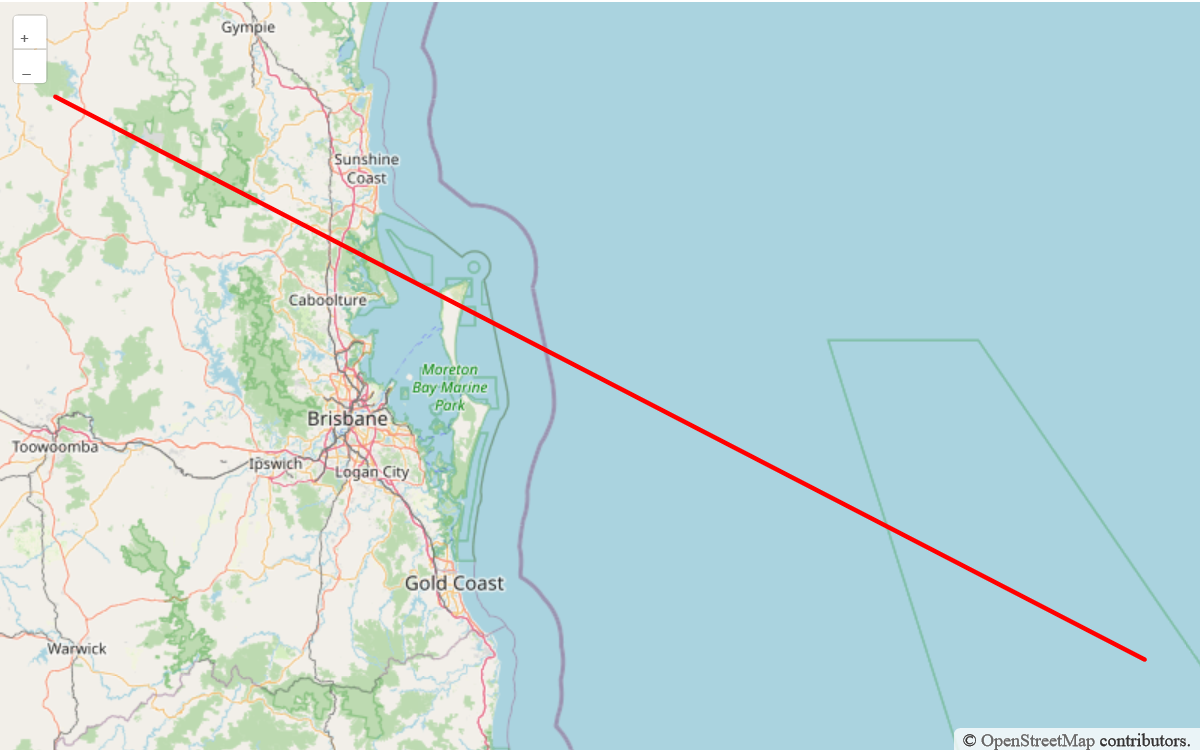 Gympie
+
–
Sunshine
Coast
Caboolture
Moreton
Bay Marine
Park
Brisbane
Toowoomba
Ipswich
Logan City
Gold Coast
Warwick
© OpenStreetMap contributors.